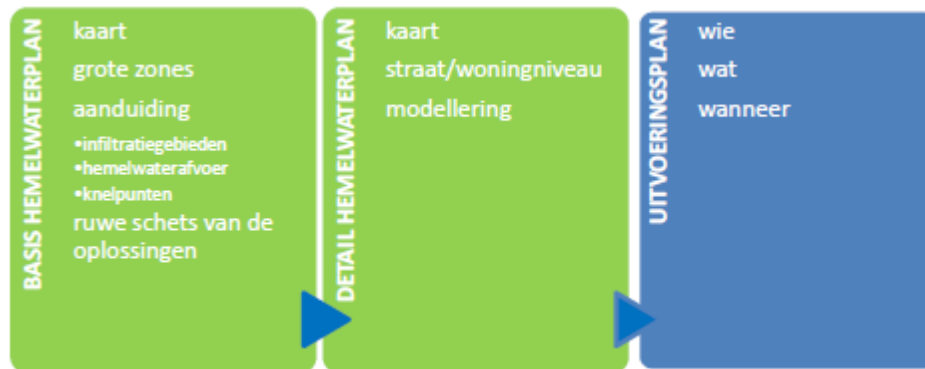 BASIS HEMELWATERPLAN
kaart
grote zones
aanduiding
•infiltratiegebieden
•hemelwaterafvoer
•knelpunten
ruwe schets van de
oplossingen
DETAIL HEMELWATERPLAN
kaart
straat/woningniveau
modellering
UITVOERINGSPLAN
wie
wat
wanneer